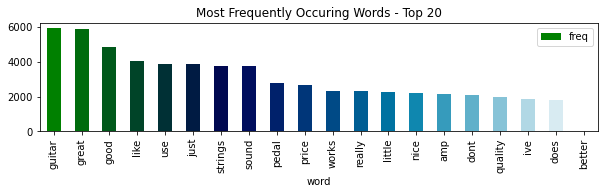 Most Frequently Occuring Words - Top 20
6000
4000
2000
0
freq
guitar
great
good
like
use
just
strings
sound
pedal
price
works
really
little
nice
amp
dont
quality
ive
does
better
word